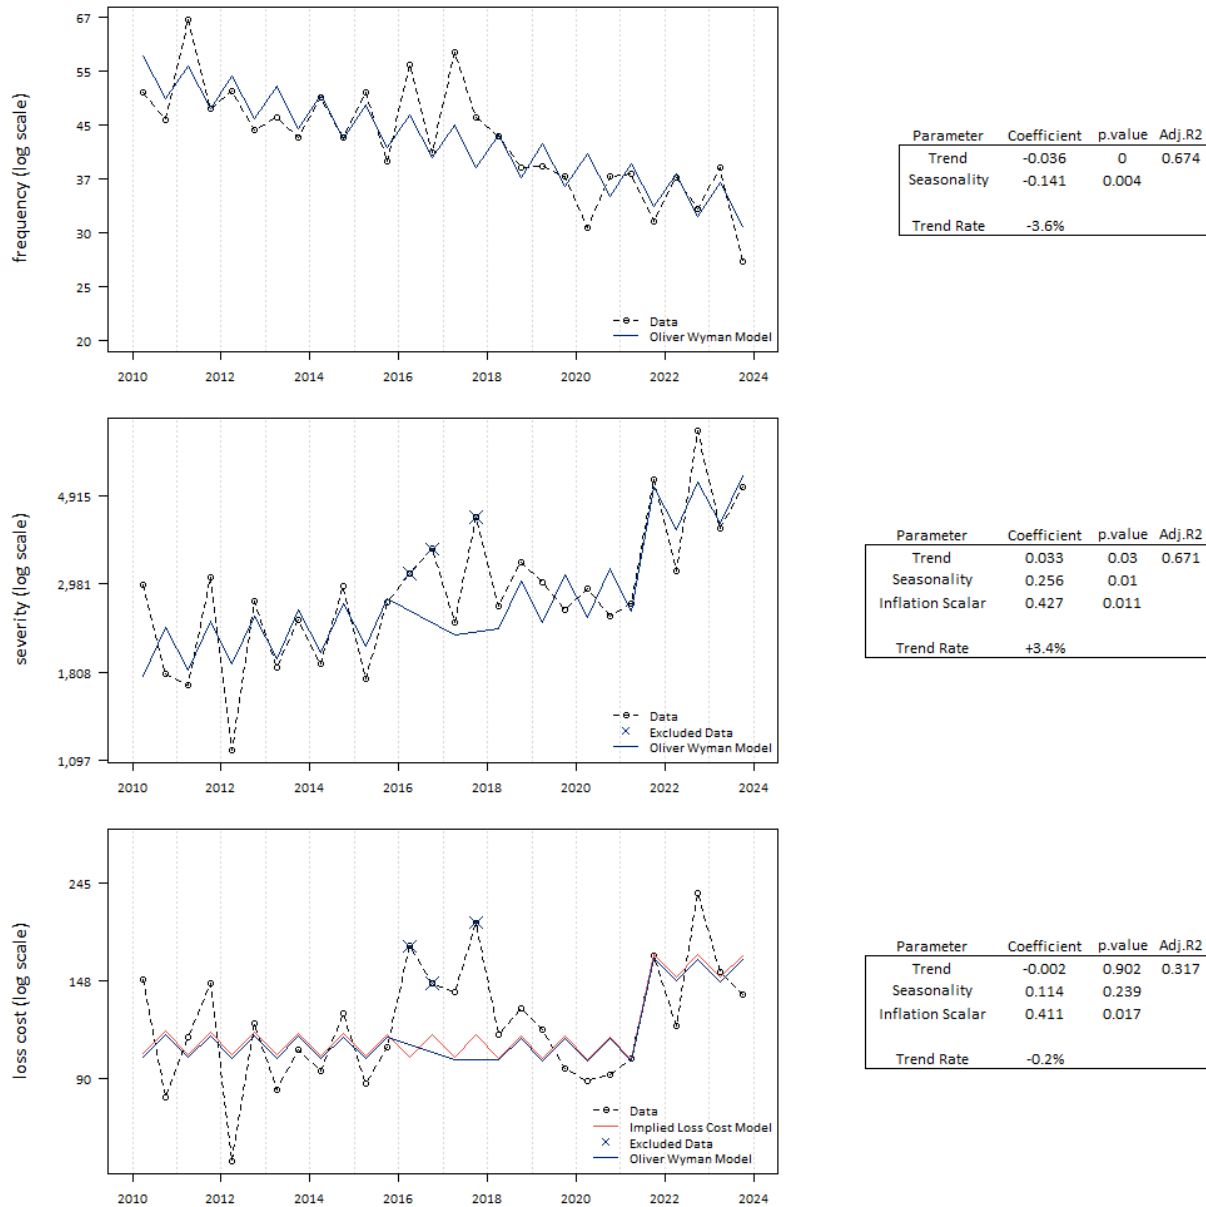 frequency (log scale)
67
55
45
37
30
25
20
Data
Oliver Wyman Model
2010 2012 2014 2016 2018 2020 2022 2024
Parameter Coefficient p.value Adj.R2
Trend -0.036 0 0.674
Seasonality -0.141 0.004
Trend Rate -3.6%
severity (log scale)
4,915
2,981
1,808
1,097
Data
Excluded Data
Oliver Wyman Model
2010 2012 2014 2016 2018 2020 2022 2024
Parameter Coefficient p.value Adj.R2
Trend 0.033 0.03 0.671
Seasonality 0.256 0.01
Inflation Scalar 0.427 0.011
Trend Rate +3.4%
loss cost (log scale)
245
148
90
Data
Implied Loss Cost Model
Excluded Data
Oliver Wyman Model
2010 2012 2014 2016 2018 2020 2022 2024
Parameter Coefficient p.value Adj.R2
Trend -0.002 0.902 0.317
Seasonality 0.114 0.239
Inflation Scalar 0.411 0.017
Trend Rate -0.2%